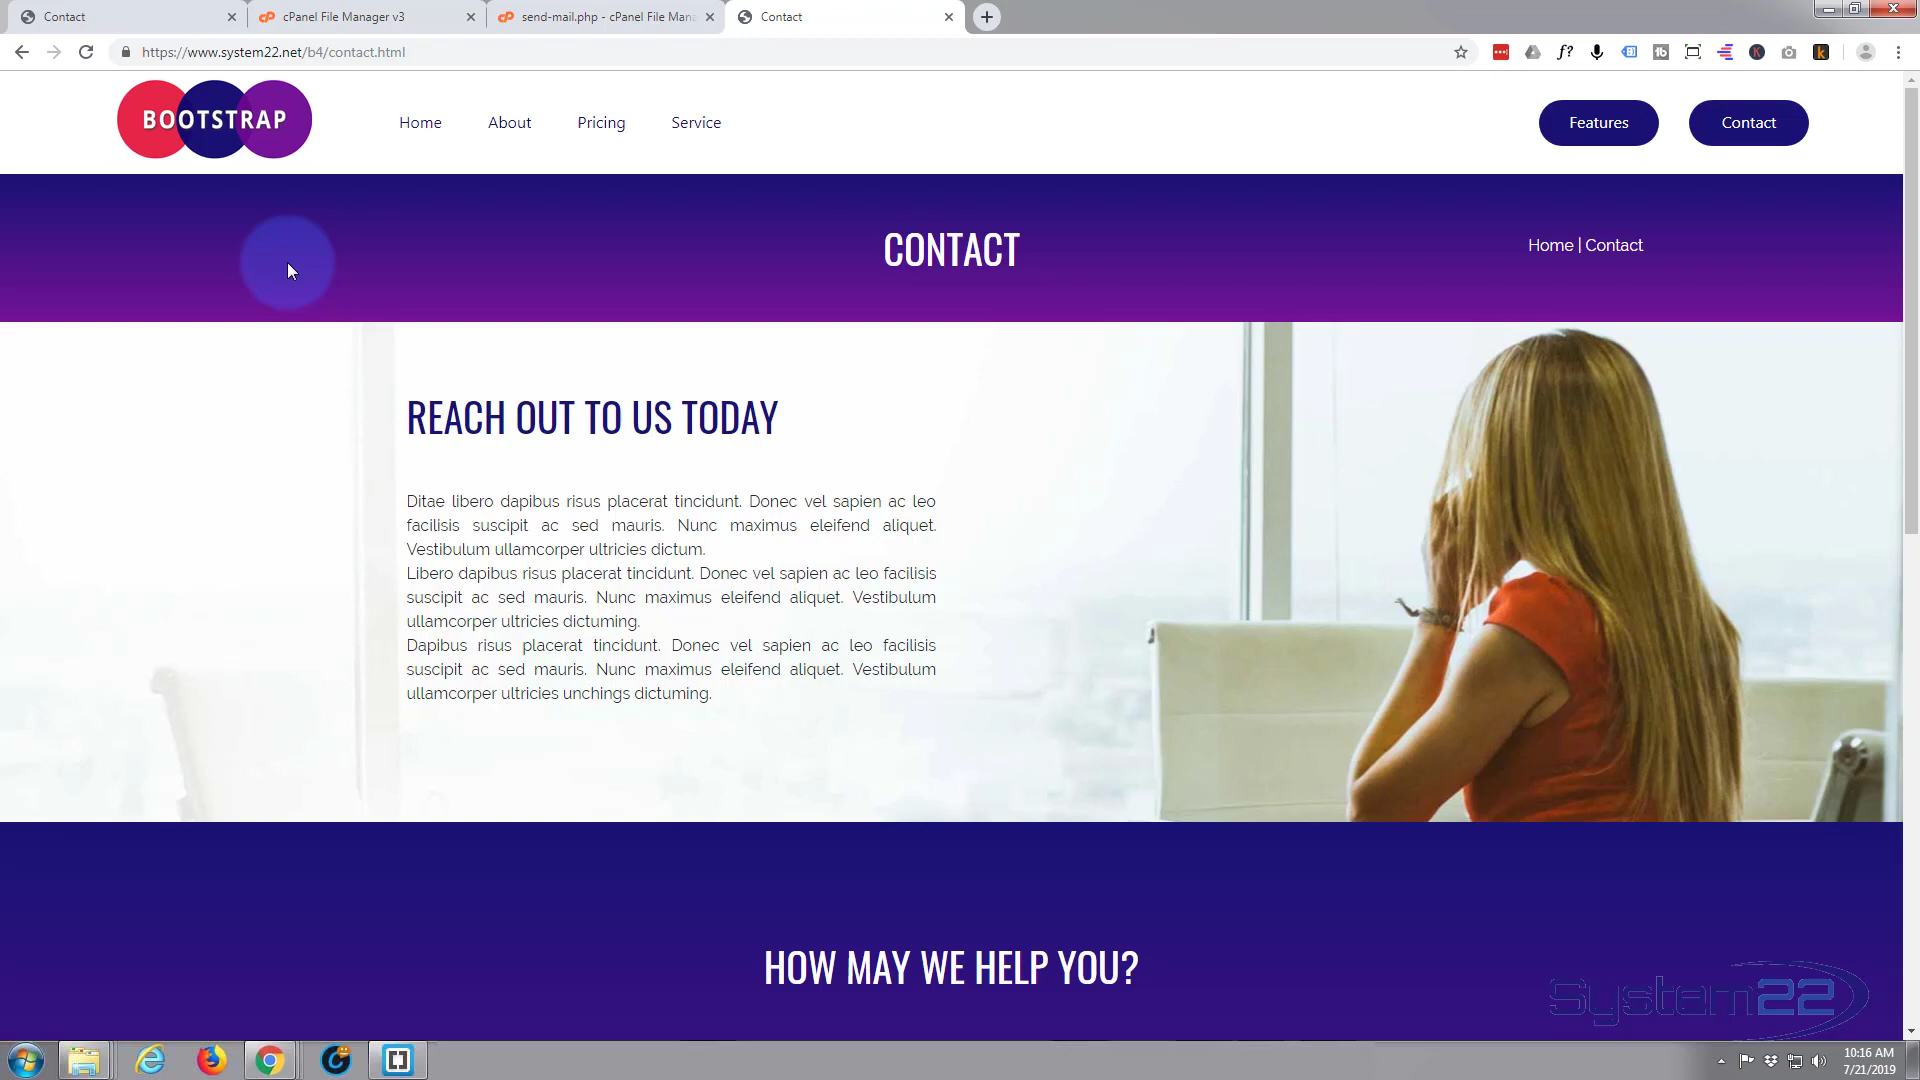 Contact
cPanel File Manager v3
send-mail.php - cPanel File Mana
Contact
https://www.system22.net/b4/contact.html
BOOTSTRAP
Home
About
Pricing
Service
Features
Contact
CONTACT
Home | Contact
REACH OUT TO US TODAY
Ditae libero dapibus risus placerat tincidunt. Donec vel sapien ac leo
facilisis suscipit ac sed mauris. Nunc maximus eleifend aliquet.
Vestibulum ullamcorper ultricies dictum.
Libero dapibus risus placerat tincidunt. Donec vel sapien ac leo facilisis
suscipit ac sed mauris. Nunc maximus eleifend aliquet. Vestibulum
ullamcorper ultricies dictuming.
Dapibus risus placerat tincidunt. Donec vel sapien ac leo facilisis
suscipit ac sed mauris. Nunc maximus eleifend aliquet. Vestibulum
ullamcorper ultricies unchings dictuming.
HOW MAY WE HELP YOU?
System22
10:16 AM
7/21/2019